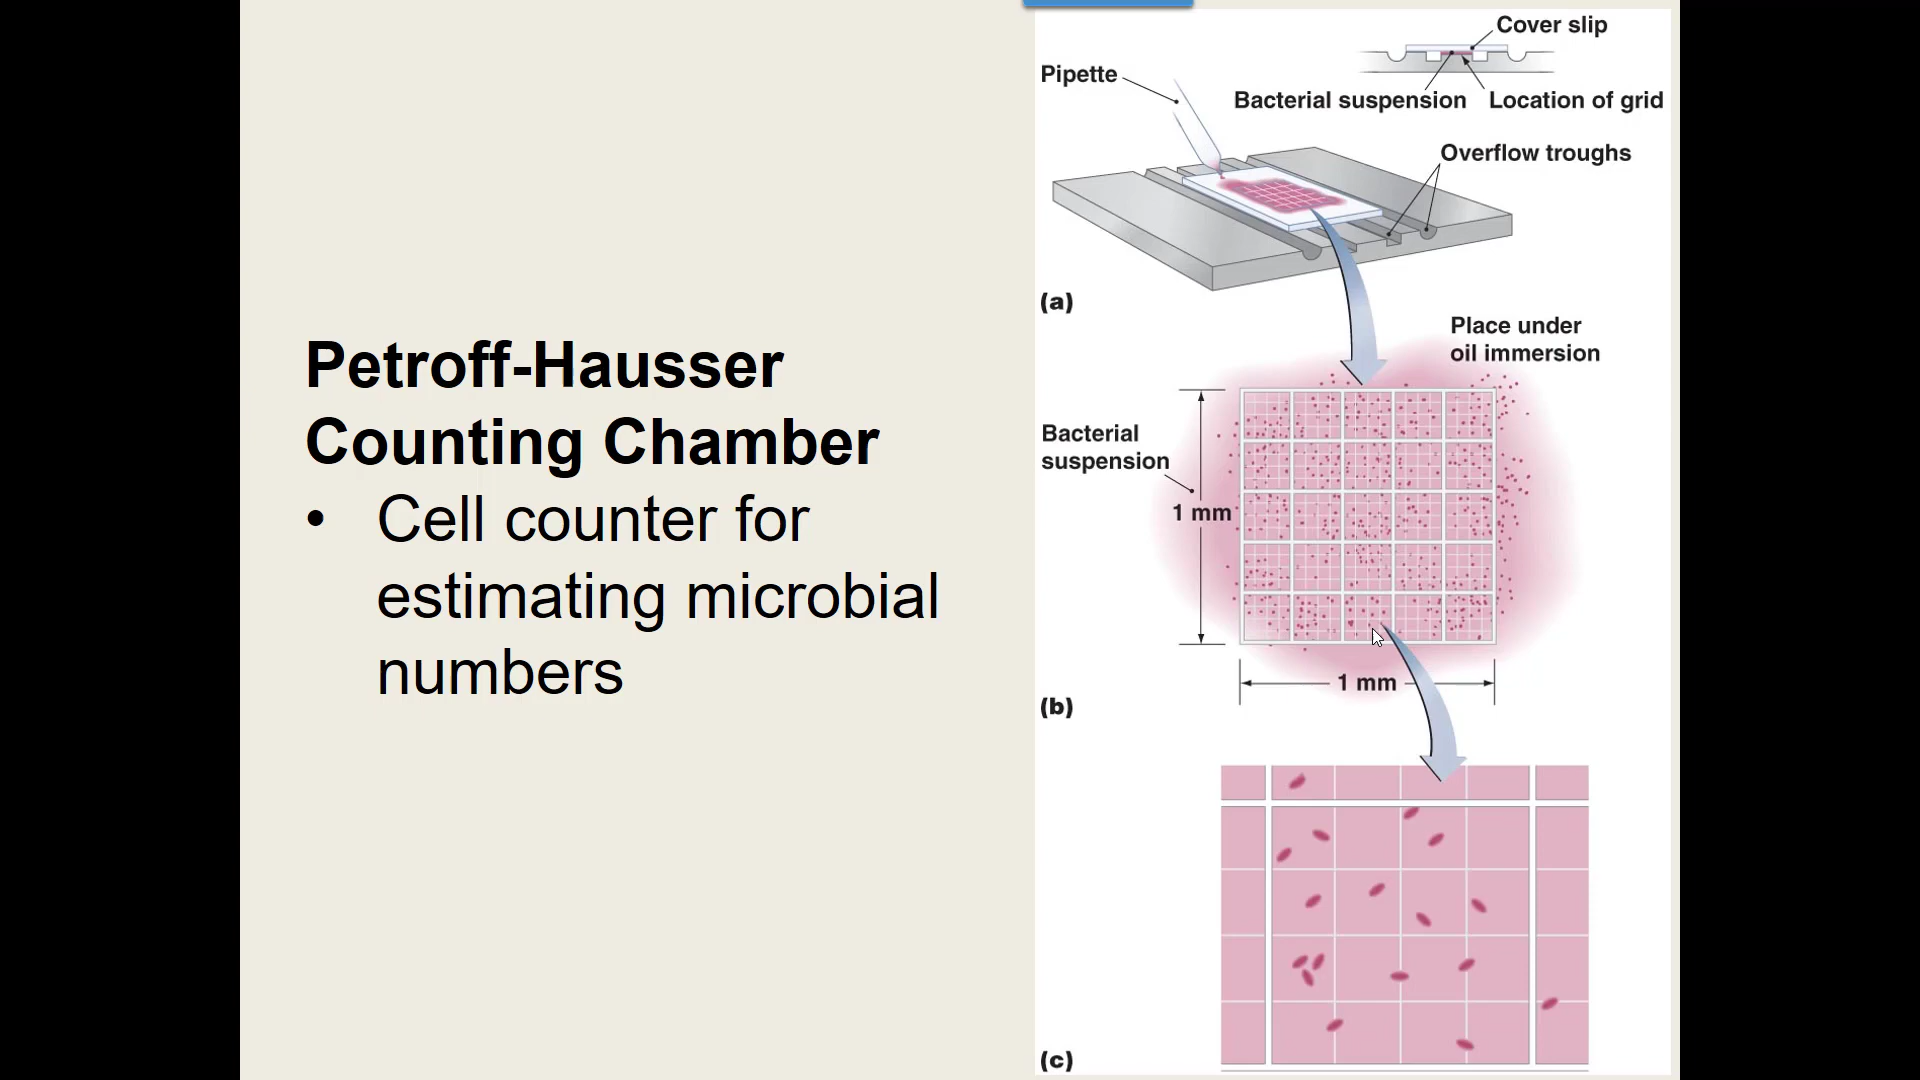 Petroff-Hausser
Counting Chamber
• Cell counter for
estimating microbial
numbers
Cover slip
Pipette
Bacterial suspension
Location of grid
Overflow troughs
(a)
Place under
oil immersion
Bacterial
suspension
1 mm
1 mm
(b)
(c)